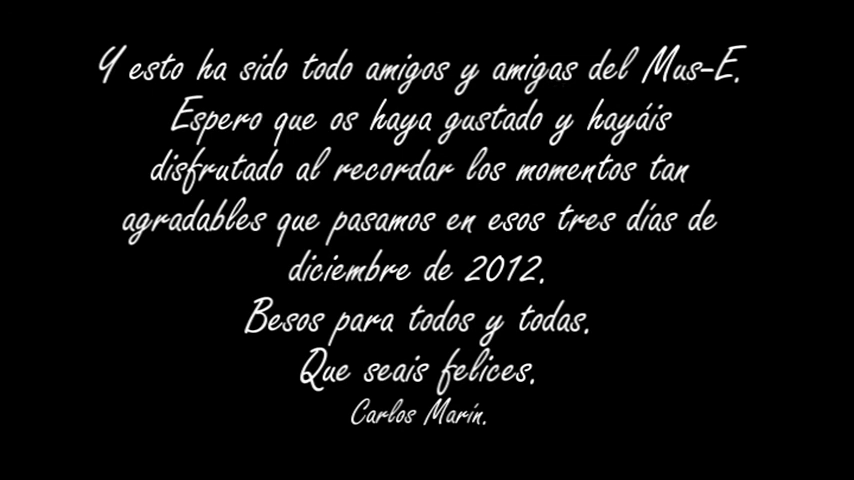 Y esto ha sido todo amigos y amigas del Mus-E.
Espero que os haya gustado y hayáis
disfrutado al recordar los momentos tan
agradables que pasamos en esos tres días de
diciembre de 2012.
Besos para todos y todas.
Que seais felices.
Carlos Marín.